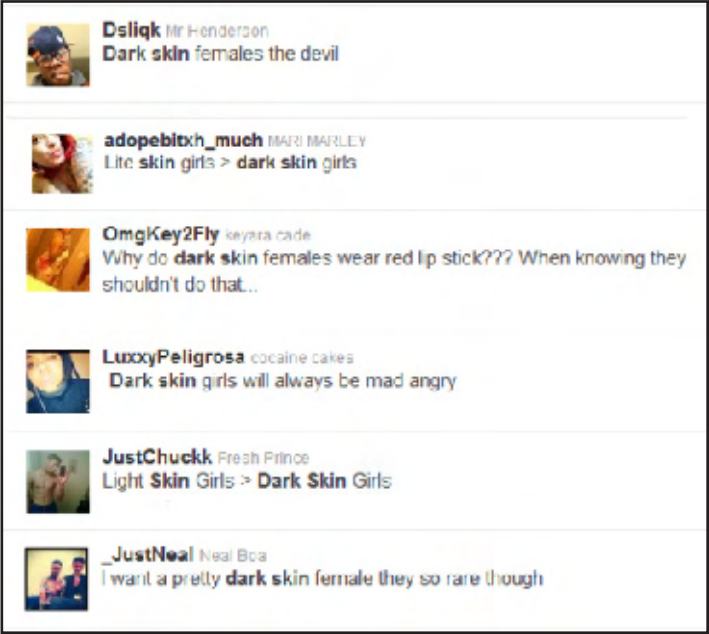 Dsliqk Mr Henderson
Dark skin females the devil
adopebitxh_much MARI MARLEY
Lite skin girls > dark skin girls
OmgKey2Fly keyara cade
Why do dark skin females wear red lip stick??? When knowing they
shouldn't do that...
LuxxyPeligrosa cocaine cakes
Dark skin girls will always be mad angry
JustChuckk Fresh Prince
Light Skin Girls > Dark Skin Girls
_JustNeal Neal Boa
I want a pretty dark skin female they so rare though